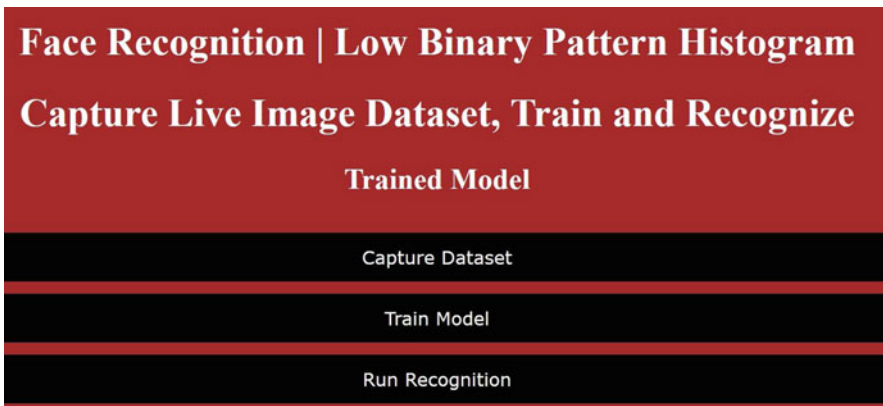 Face Recognition | Low Binary Pattern Histogram
Capture Live Image Dataset, Train and Recognize
Trained Model
Capture Dataset
Train Model
Run Recognition